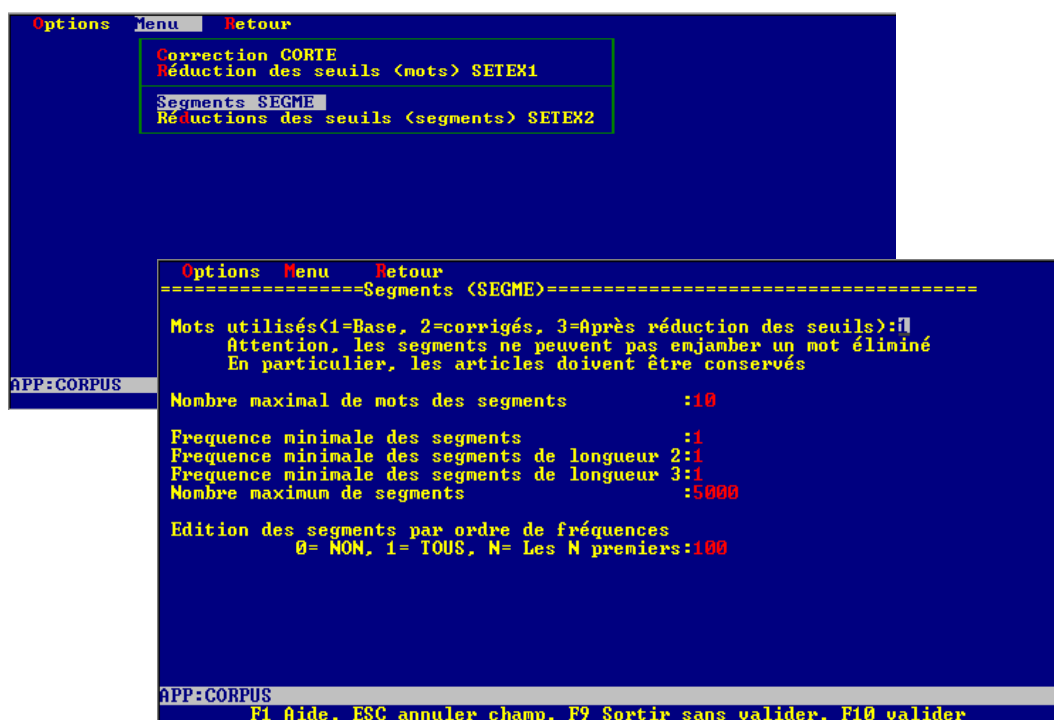 Options Menu Retour
Correction CORTE
Réduction des seuils (mots) SETEX1
Segments SEGME
Réductions des seuils (segments) SETEX2
APP:CORPUS
Options Menu Retour
==================Segments (SEGME)======================================
Mots utilisés(1=Base, 2=corrigés, 3=Après réduction des seuils):1
Attention, les segments ne peuvent pas emjamber un mot éliminé
En particulier, les articles doivent être conservés
Nombre maximal de mots des segments :10
Frequence minimale des segments :1
Frequence minimale des segments de longueur 2:1
Frequence minimale des segments de longueur 3:1
Nombre maximum de segments :5000
Edition des segments par ordre de fréquences
0= NON, 1= TOUS, N= Les N premiers:100
APP:CORPUS
F1 Aide, ESC annuler champ, F9 Sortir sans valider, F10 valider